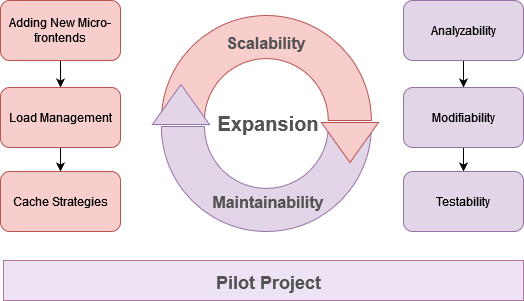 Adding New Micro-
frontends
Load Management
Cache Strategies
Scalability
Expansion
Maintainability
Analyzability
Modifiability
Testability
Pilot Project